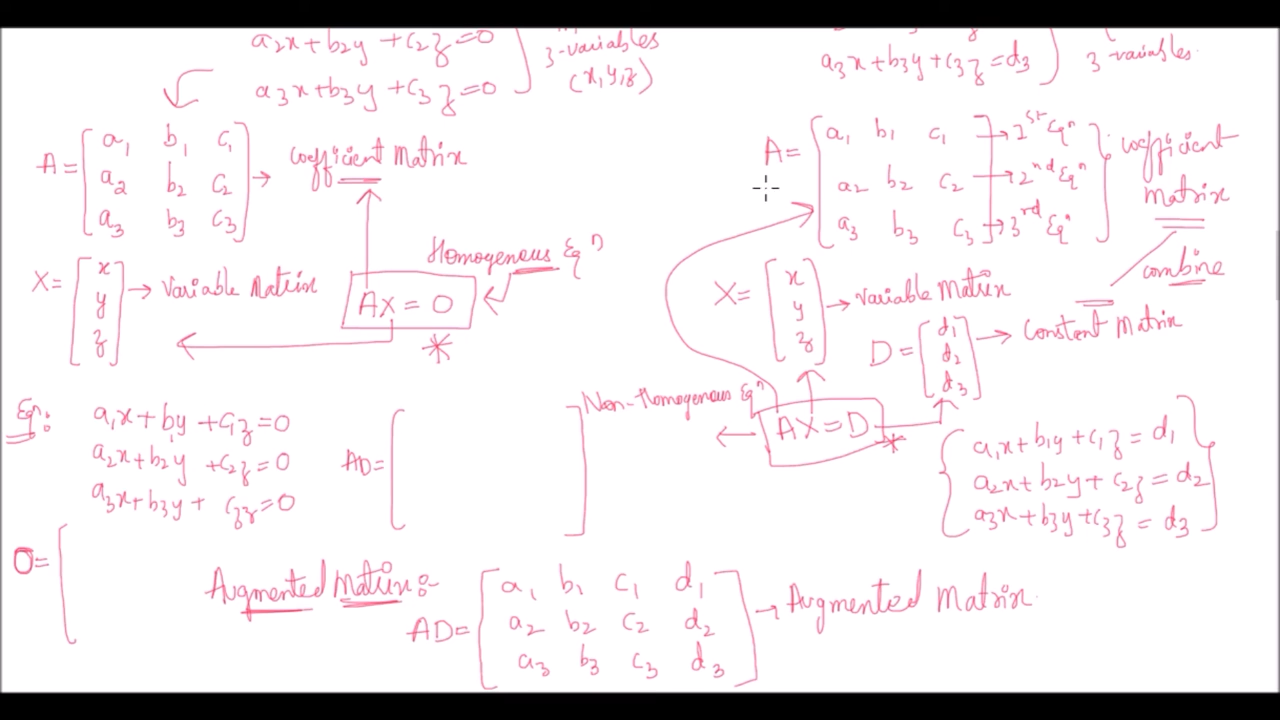 a2x+b2y+c2z=0
a3x+b3y+c3z=0
3-variables
(x,y,z)
A=[a1 b1 c1
a2 b2 c2
a3 b3 c3] → coefficient Matrix
Homogenous Eqn
X=[x
y
z] → variable Matrix
AX=0
*
Eqn:
a1x+b1y+c1z=0
a2x+b2y+c2z=0
a3x+b3y+c3z=0
AD=[ ]
O=[
a3x+b3y+c3z=d3
3-variables
A=[a1 b1 c1 → 1st Eqn
a2 b2 c2 → 2nd Eqn
a3 b3 c3] → 3rd Eqn
coefficient
matrix
combine
X=[x
y
z] → variable Matrix
D=[d1
d2
d3] → Constant Matrix
Non-Homogenous Eqn
AX=D
*
a1x+b1y+c1z=d1
a2x+b2y+c2z=d2
a3x+b3y+c3z=d3
Augmented Matrix:-
AD=[a1 b1 c1 d1
a2 b2 c2 d2
a3 b3 c3 d3] → Augmented Matrix